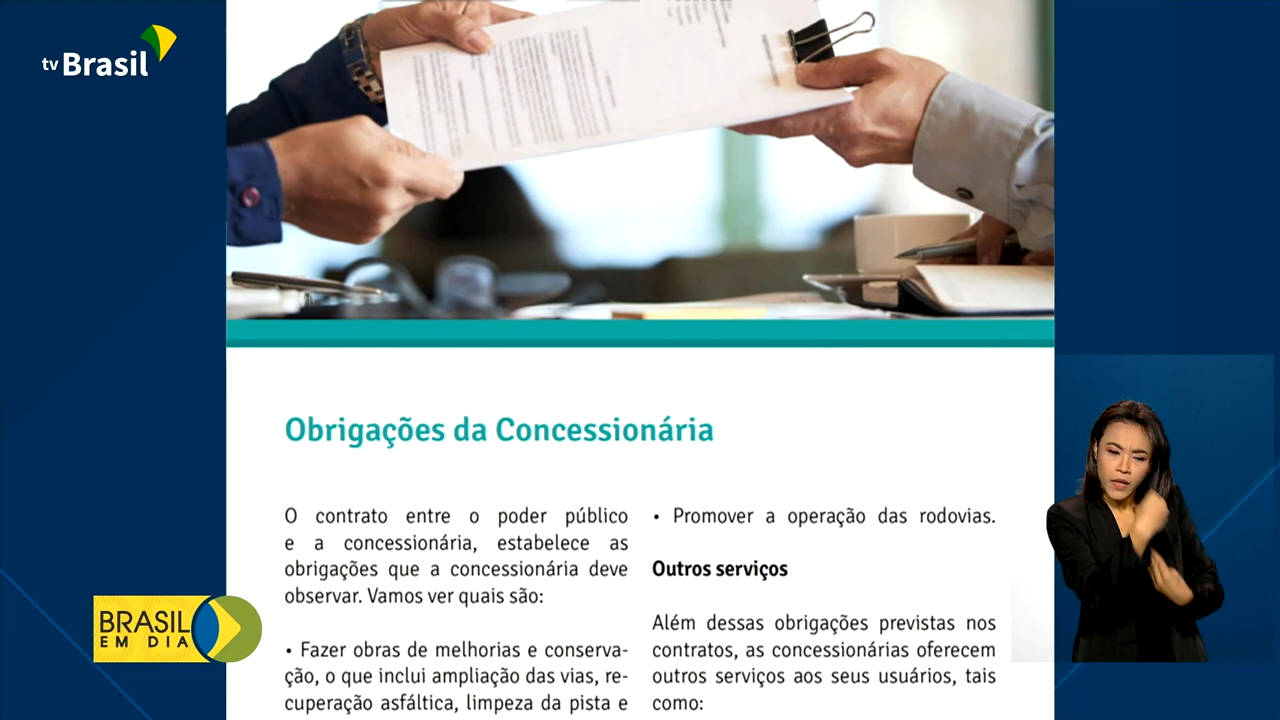 tv Brasil
Obrigações da Concessionária
O contrato entre o poder público
e a concessionária, estabelece as
obrigações que a concessionária deve
observar. Vamos ver quais são:
• Fazer obras de melhorias e conserva-
ção, o que inclui ampliação das vias, re-
cuperação asfáltica, limpeza da pista e
• Promover a operação das rodovias.
Outros serviços
Além dessas obrigações previstas nos
contratos, as concessionárias oferecem
outros serviços aos seus usuários, tais
como:
BRASIL
EM DIA